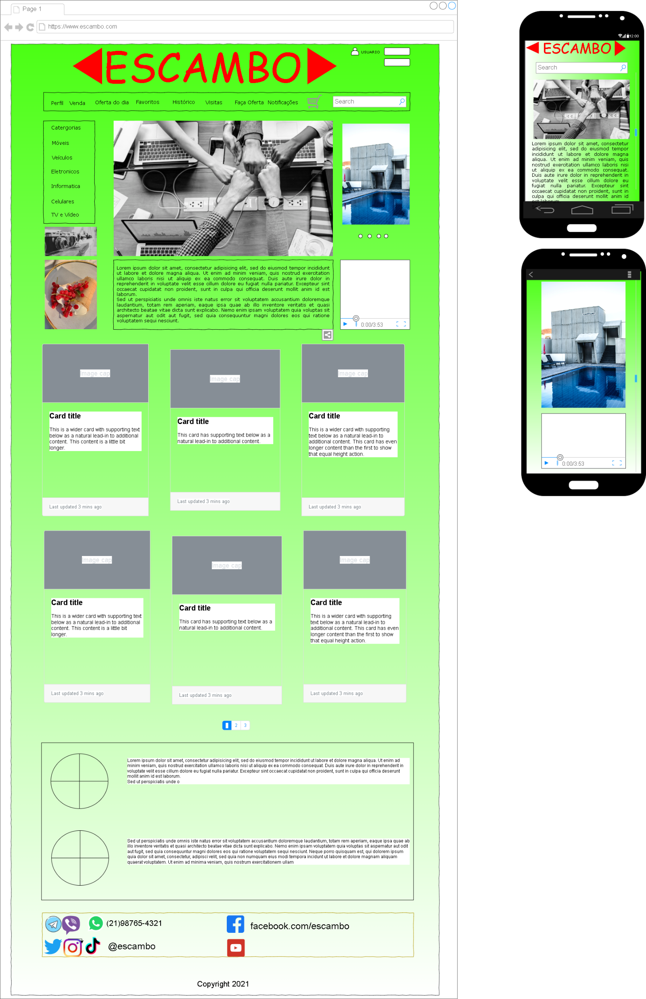 Page 1
https://www.escambo.com
ESCAMBO
USUARIO
Perfil Venda Oferta do dia Favoritos Histórico Visitas Faça Oferta Notificações Search
Catergorias
Móveis
Veículos
Eletronicos
Informatica
Celulares
TV e Vídeo
Lorem ipsum dolor sit amet, consectetur adipisicing elit, sed do eiusmod tempor incididunt
ut labore et dolore magna aliqua. Ut enim ad minim veniam, quis nostrud exercitation
ullamco laboris nisi ut aliquip ex ea commodo consequat. Duis aute irure dolor in
reprehenderit in voluptate velit esse cillum dolore eu fugiat nulla pariatur. Excepteur sint
occaecat cupidatat non proident, sunt in culpa qui officia deserunt mollit anim id est
laborum.
Sed ut perspiciatis unde omnis iste natus error sit voluptatem accusantium doloremque
laudantium, totam rem aperiam, eaque ipsa quae ab illo inventore veritatis et quasi
architecto beatae vitae dicta sunt explicabo. Nemo enim ipsam voluptatem quia voluptas sit
aspernatur aut odit aut fugit, sed quia consequuntur magni dolores eos qui ratione
voluptatem sequi nesciunt.
0:00/3:53
Image cap
Card title
This is a wider card with supporting text
below as a natural lead-in to additional
content. This content is a little bit
longer.
Last updated 3 mins ago
Image cap
Card title
This card has supporting text below as a
natural lead-in to additional content.
Last updated 3 mins ago
Image cap
Card title
This is a wider card with supporting
text below as a natural lead-in to
additional content. This card has even
longer content than the first to show
that equal height action.
Last updated 3 mins ago
Image cap
Card title
This is a wider card with supporting text
below as a natural lead-in to additional
content. This content is a little bit
longer.
Last updated 3 mins ago
Image cap
Card title
This card has supporting text below as a
natural lead-in to additional content.
Last updated 3 mins ago
Image cap
Card title
This is a wider card with supporting
text below as a natural lead-in to
additional content. This card has even
longer content than the first to show
that equal height action.
Last updated 3 mins ago
2 3
Lorem ipsum dolor sit amet, consectetur adipisicing elit, sed do eiusmod tempor incididunt ut labore et dolore magna aliqua. Ut enim ad
minim veniam, quis nostrud exercitation ullamco laboris nisi ut aliquip ex ea commodo consequat. Duis aute irure dolor in reprehenderit in
voluptate velit esse cillum dolore eu fugiat nulla pariatur. Excepteur sint occaecat cupidatat non proident, sunt in culpa qui officia deserunt
mollit anim id est laborum.
Sed ut perspiciatis unde o
Sed ut perspiciatis unde omnis iste natus error sit voluptatem accusantium doloremque laudantium, totam rem aperiam, eaque ipsa quae ab
illo inventore veritatis et quasi architecto beatae vitae dicta sunt explicabo. Nemo enim ipsam voluptatem quia voluptas sit aspernatur aut odit
aut fugit, sed quia consequuntur magni dolores eos qui ratione voluptatem sequi nesciunt. Neque porro quisquam est, qui dolorem ipsum
quia dolor sit amet, consectetur, adipisci velit, sed quia non numquam eius modi tempora incidunt ut labore et dolore magnam aliquam
quaerat voluptatem. Ut enim ad minima veniam, quis nostrum exercitationem ullam
(21)98765-4321
facebook.com/escambo
@escambo
Copyright 2021
12:00
ESCAMBO
Search
Lorem ipsum dolor sit amet, consectetur
adipisicing elit, sed do eiusmod tempor
incididunt ut labore et dolore magna
aliqua. Ut enim ad minim veniam, quis
nostrud exercitation ullamco laboris nisi
ut aliquip ex ea commodo consequat.
Duis aute irure dolor in reprehenderit in
voluptate velit esse cillum dolore eu
fugiat nulla pariatur. Excepteur sint
occaecat cupidatat non proident, sunt in
culpa qui officia deserunt mollit anim id
est laborum.
Sed
0:00/3:53